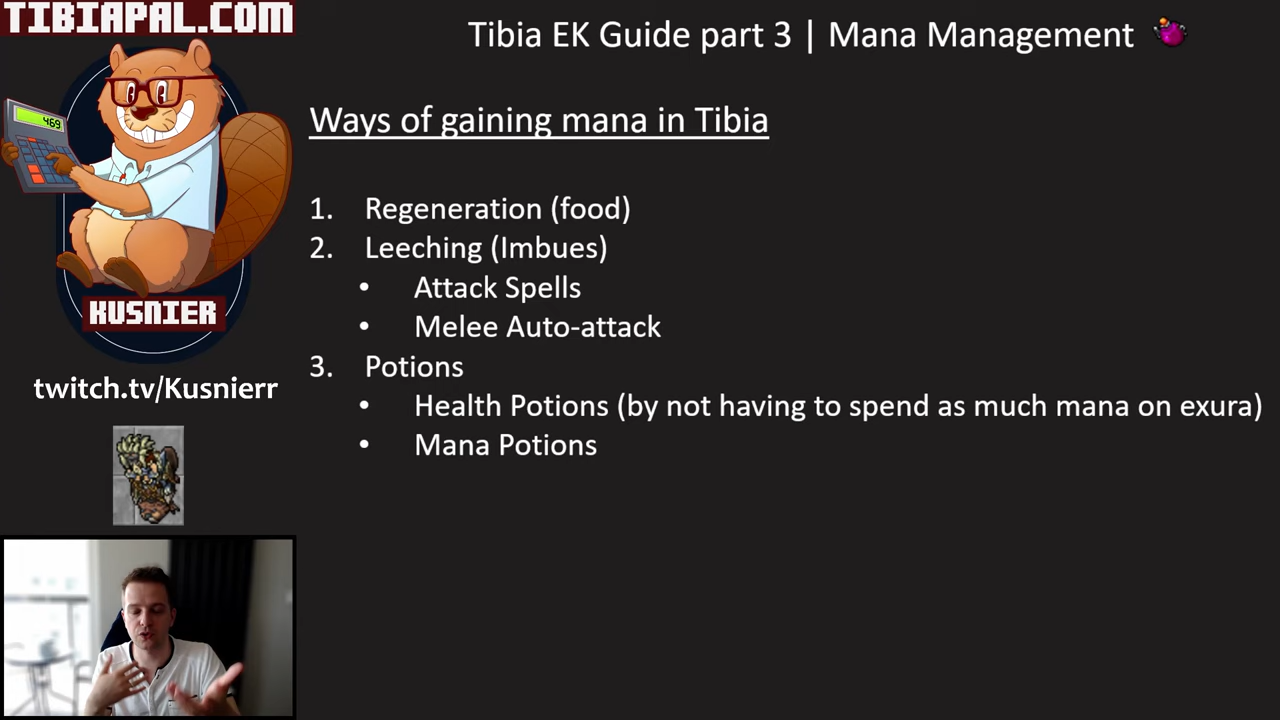 TIBIAPAL.COM
Tibia EK Guide part 3 | Mana Management
469
KUSNIER
twitch.tv/Kusnierr
Ways of gaining mana in Tibia
1. Regeneration (food)
2. Leeching (Imbues)
• Attack Spells
• Melee Auto-attack
3. Potions
• Health Potions (by not having to spend as much mana on exura)
• Mana Potions